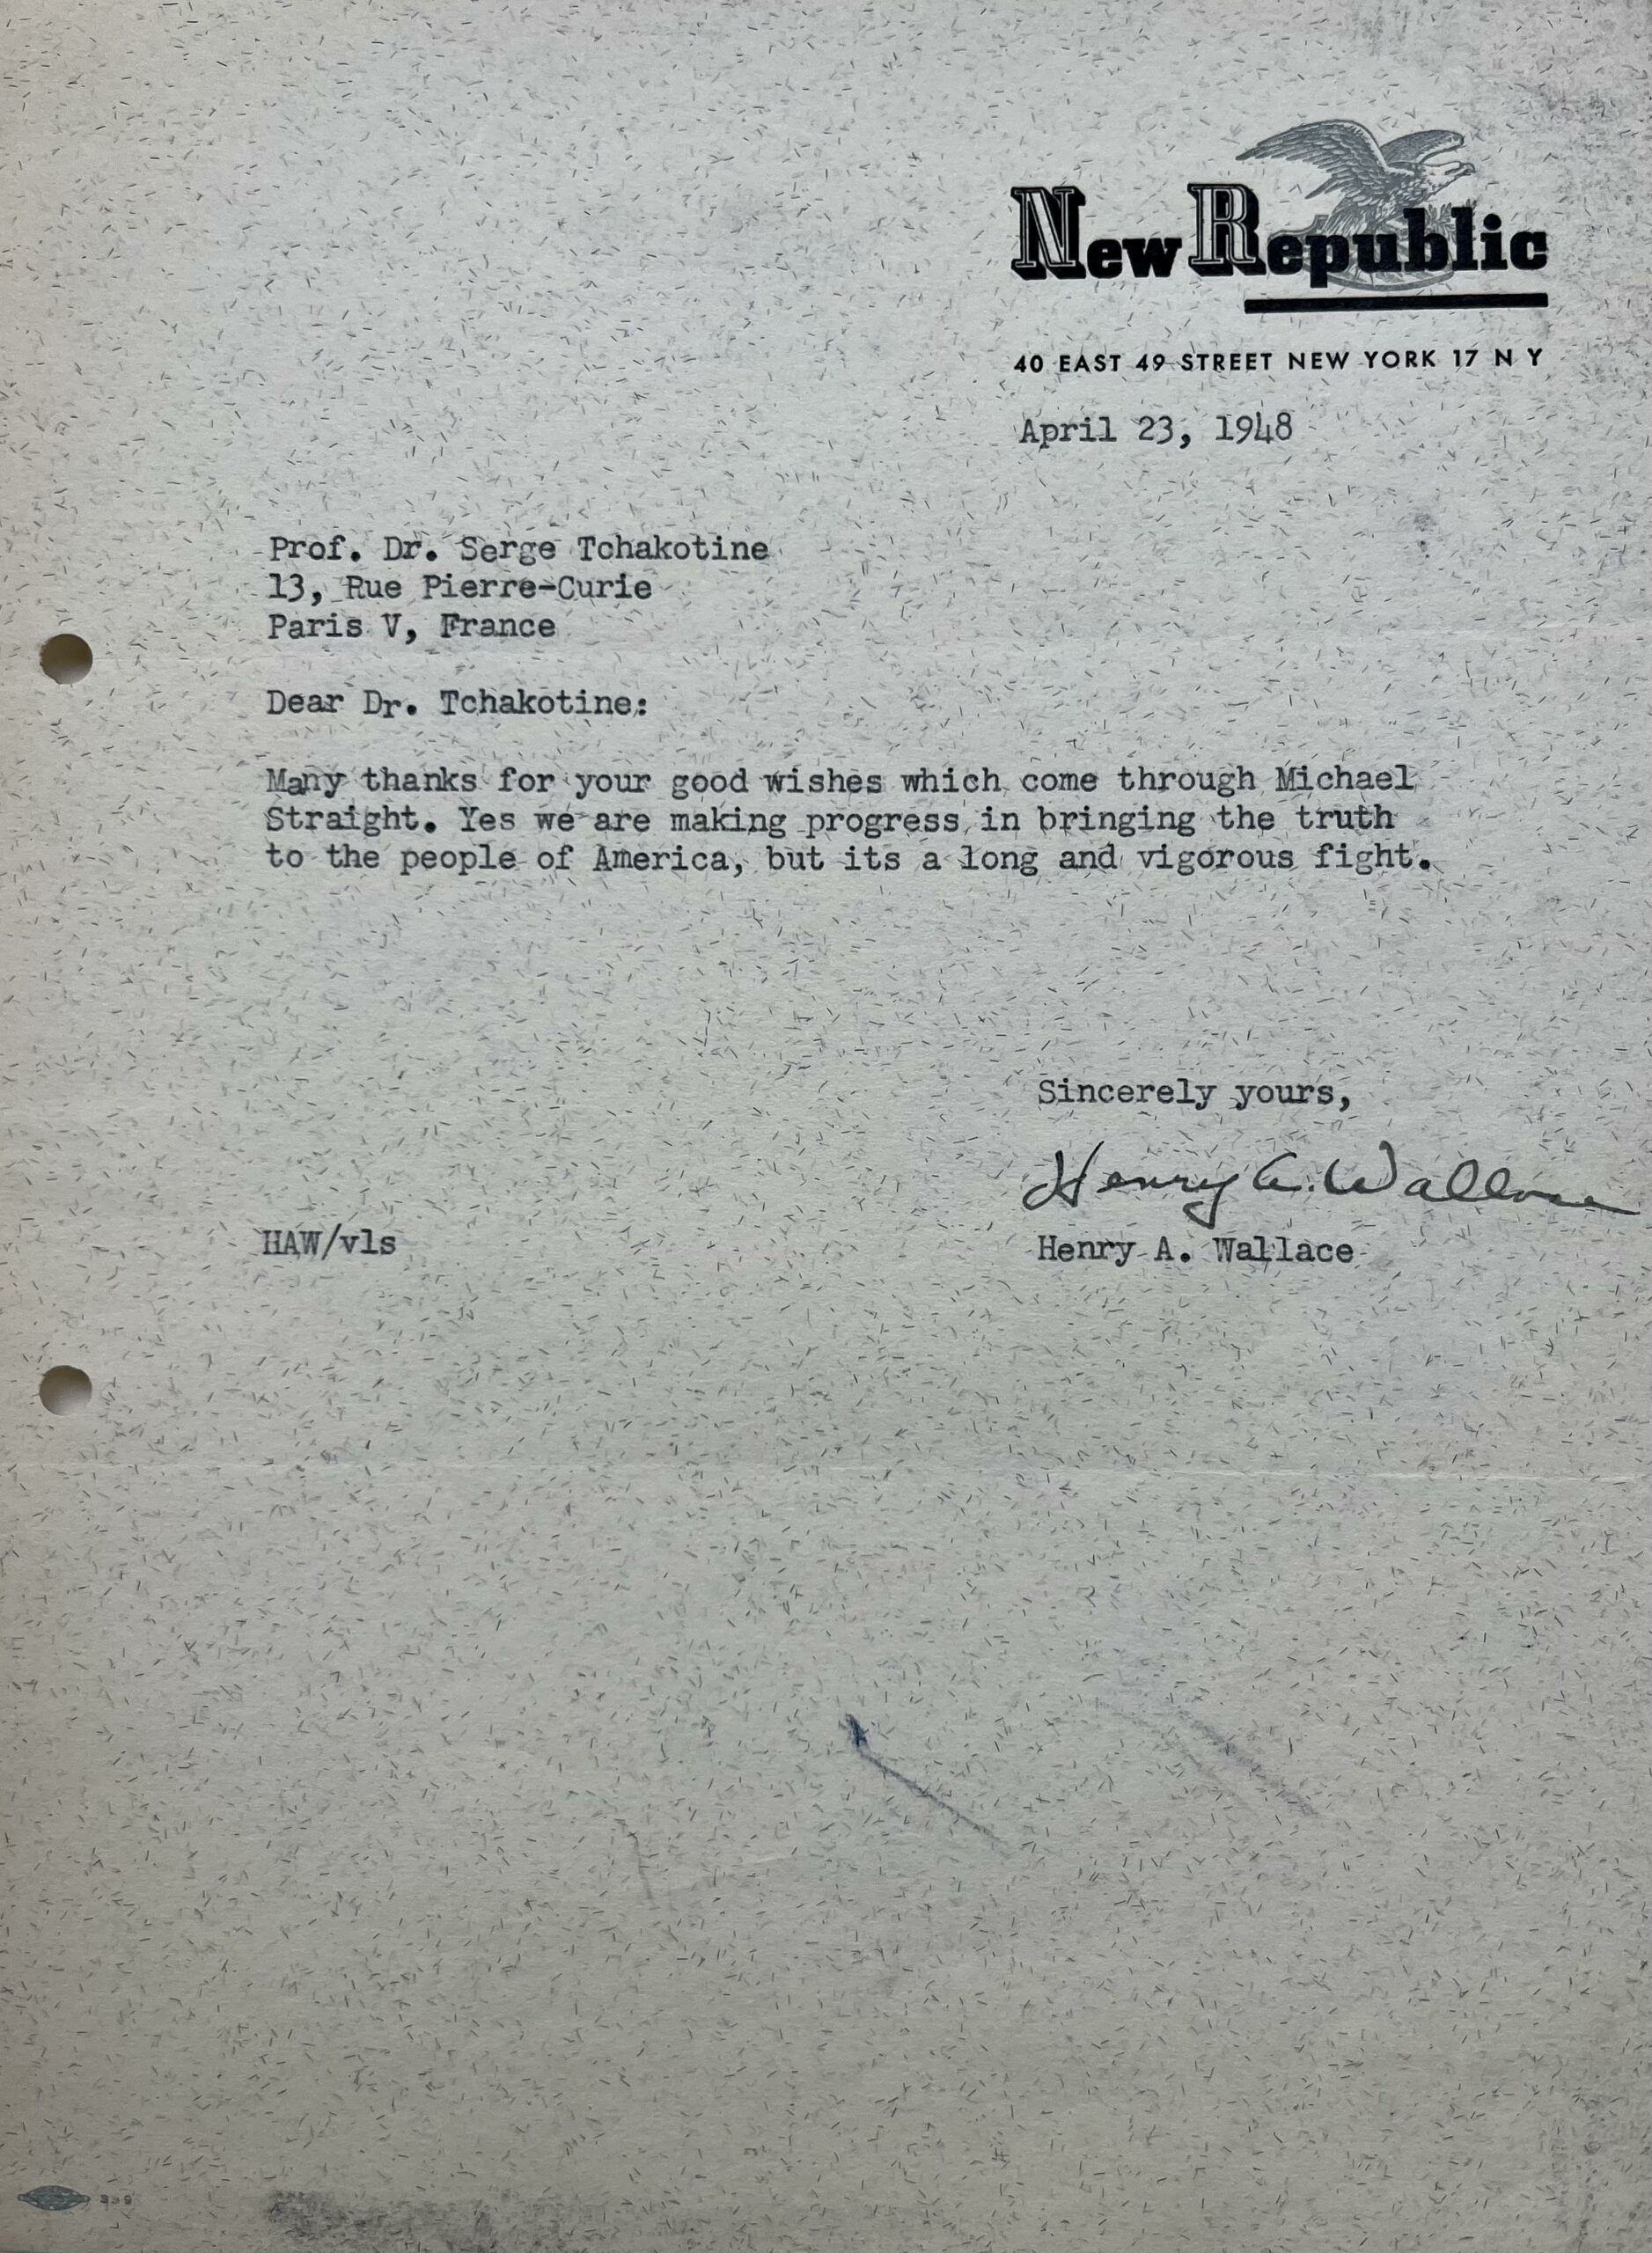 New Republic
40 EAST 49 STREET NEW YORK 17 N Y
April 23, 1948
Prof. Dr. Serge Tchakotine
13, Rue Pierre-Curie
Paris V, France
Dear Dr. Tchakotine:
Many thanks for your good wishes which come through Michael
Straight. Yes we are making progress in bringing the truth
to the people of America, but its a long and vigorous fight.
Sincerely yours,
Henry A. Wallace
HAW/vls
Henry A. Wallace